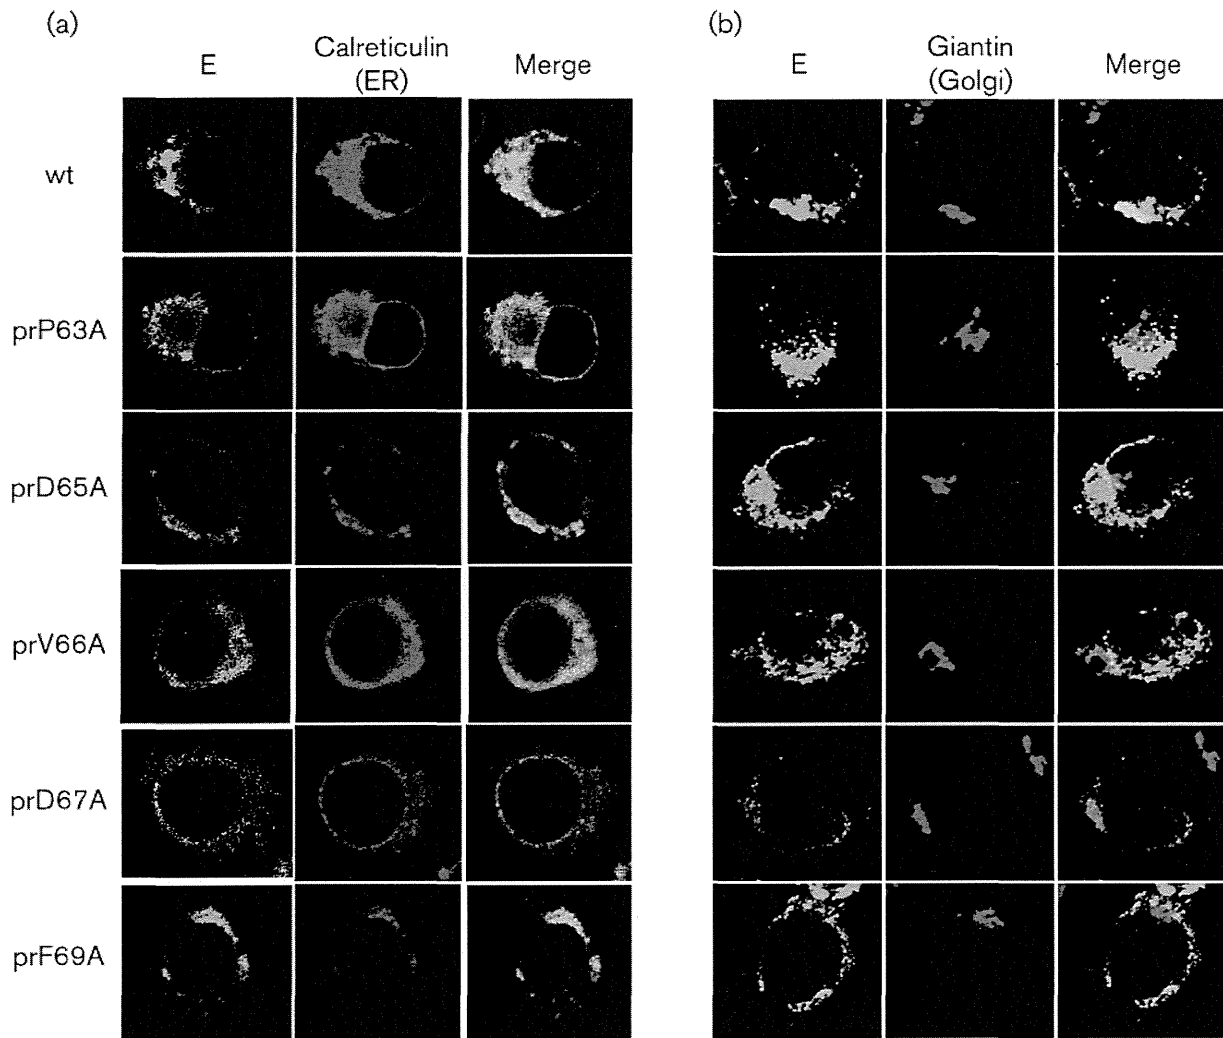 (a)
E
Calreticulin
(ER)
Merge
(b)
E
Giantin
(Golgi)
Merge
wt
prP63A
prD65A
prV66A
prD67A
prF69A